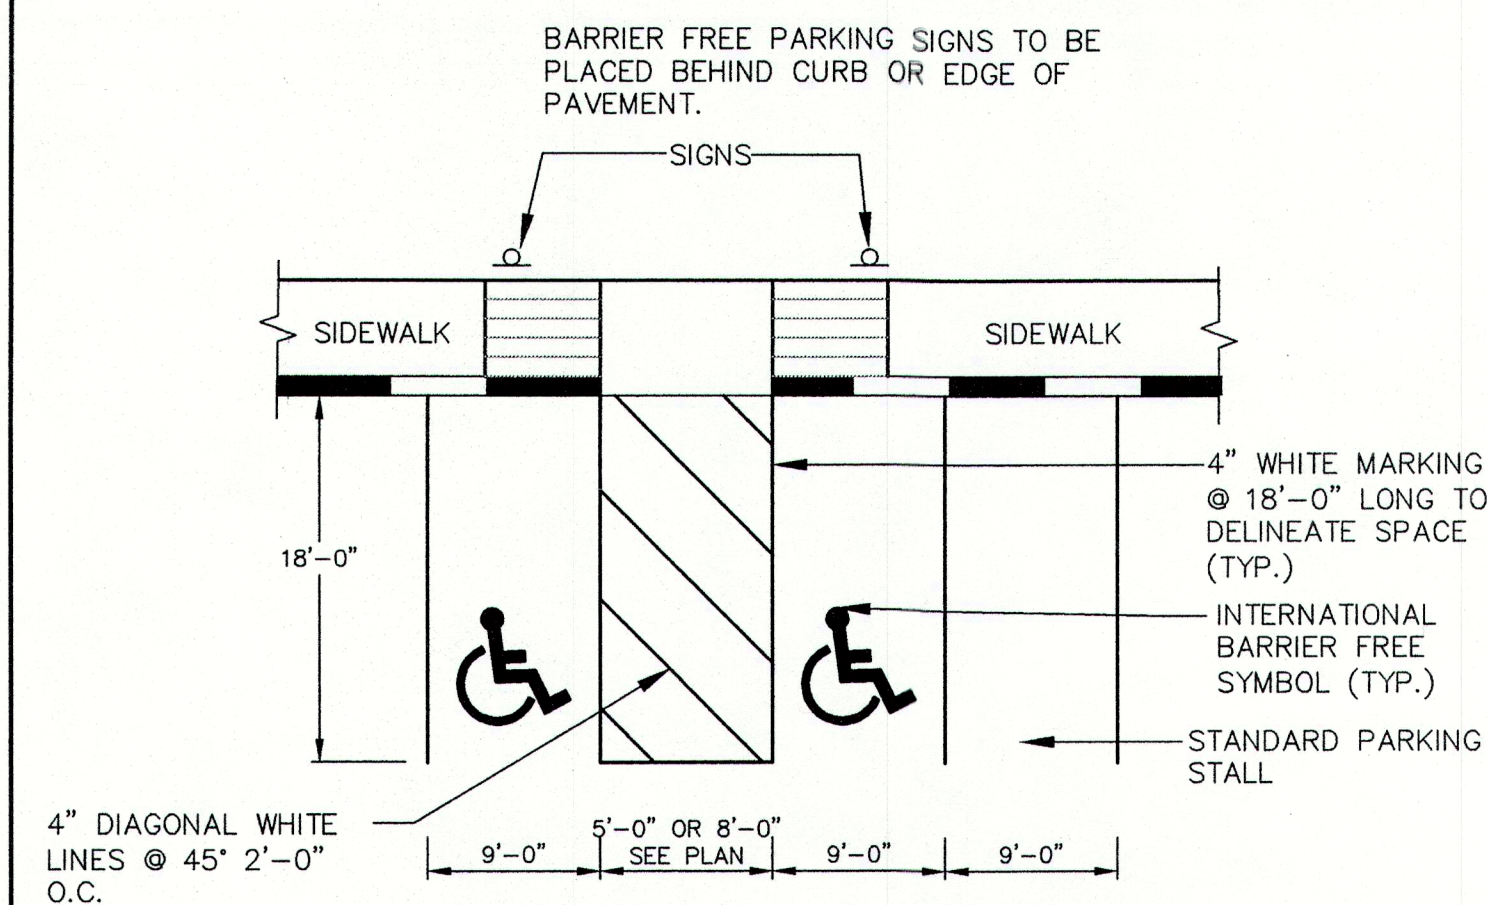 BARRIER FREE PARKING SIGNS TO BE
PLACED BEHIND CURB OR EDGE OF
PAVEMENT.
SIGNS
SIDEWALK
SIDEWALK
18'-0"
4" WHITE MARKING
@ 18'-0" LONG TO
DELINEATE SPACE
(TYP.)
INTERNATIONAL
BARRIER FREE
SYMBOL (TYP.)
STANDARD PARKING
STALL
4" DIAGONAL WHITE
LINES @ 45° 2'-0"
O.C.
9'-0"
5'-0" OR 8'-0"
SEE PLAN
9'-0"
9'-0"